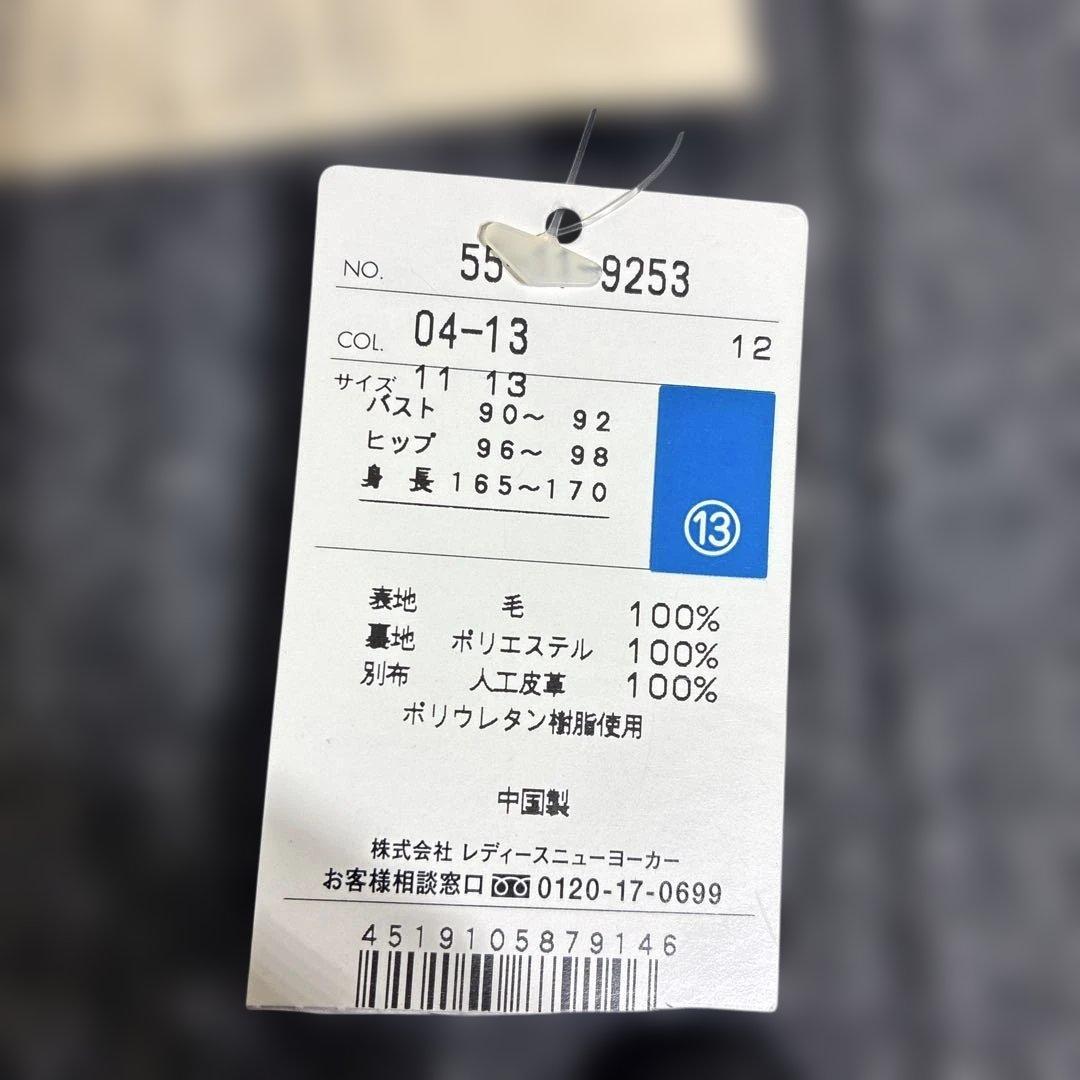 NO. 55 9253
COL. 04-13 12
サイズ 11 13
バスト 90～ 92
ヒップ 96～ 98
身 長 165～170
13
表地 毛 100%
裏地 ポリエステル 100%
別布 人工皮革 100%
ポリウレタン樹脂使用
中国製
株式会社 レディースニューヨーカー
お客様相談窓口 0120-17-0699
4519105879146